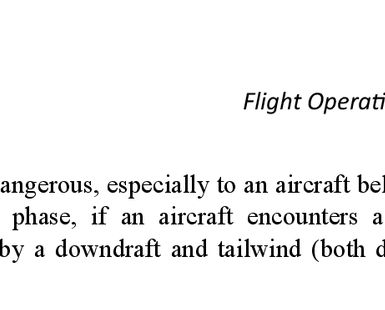 Flight Operati
angerous, especially to an aircraft bel
phase, if an aircraft encounters a
by a downdraft and tailwind (both d